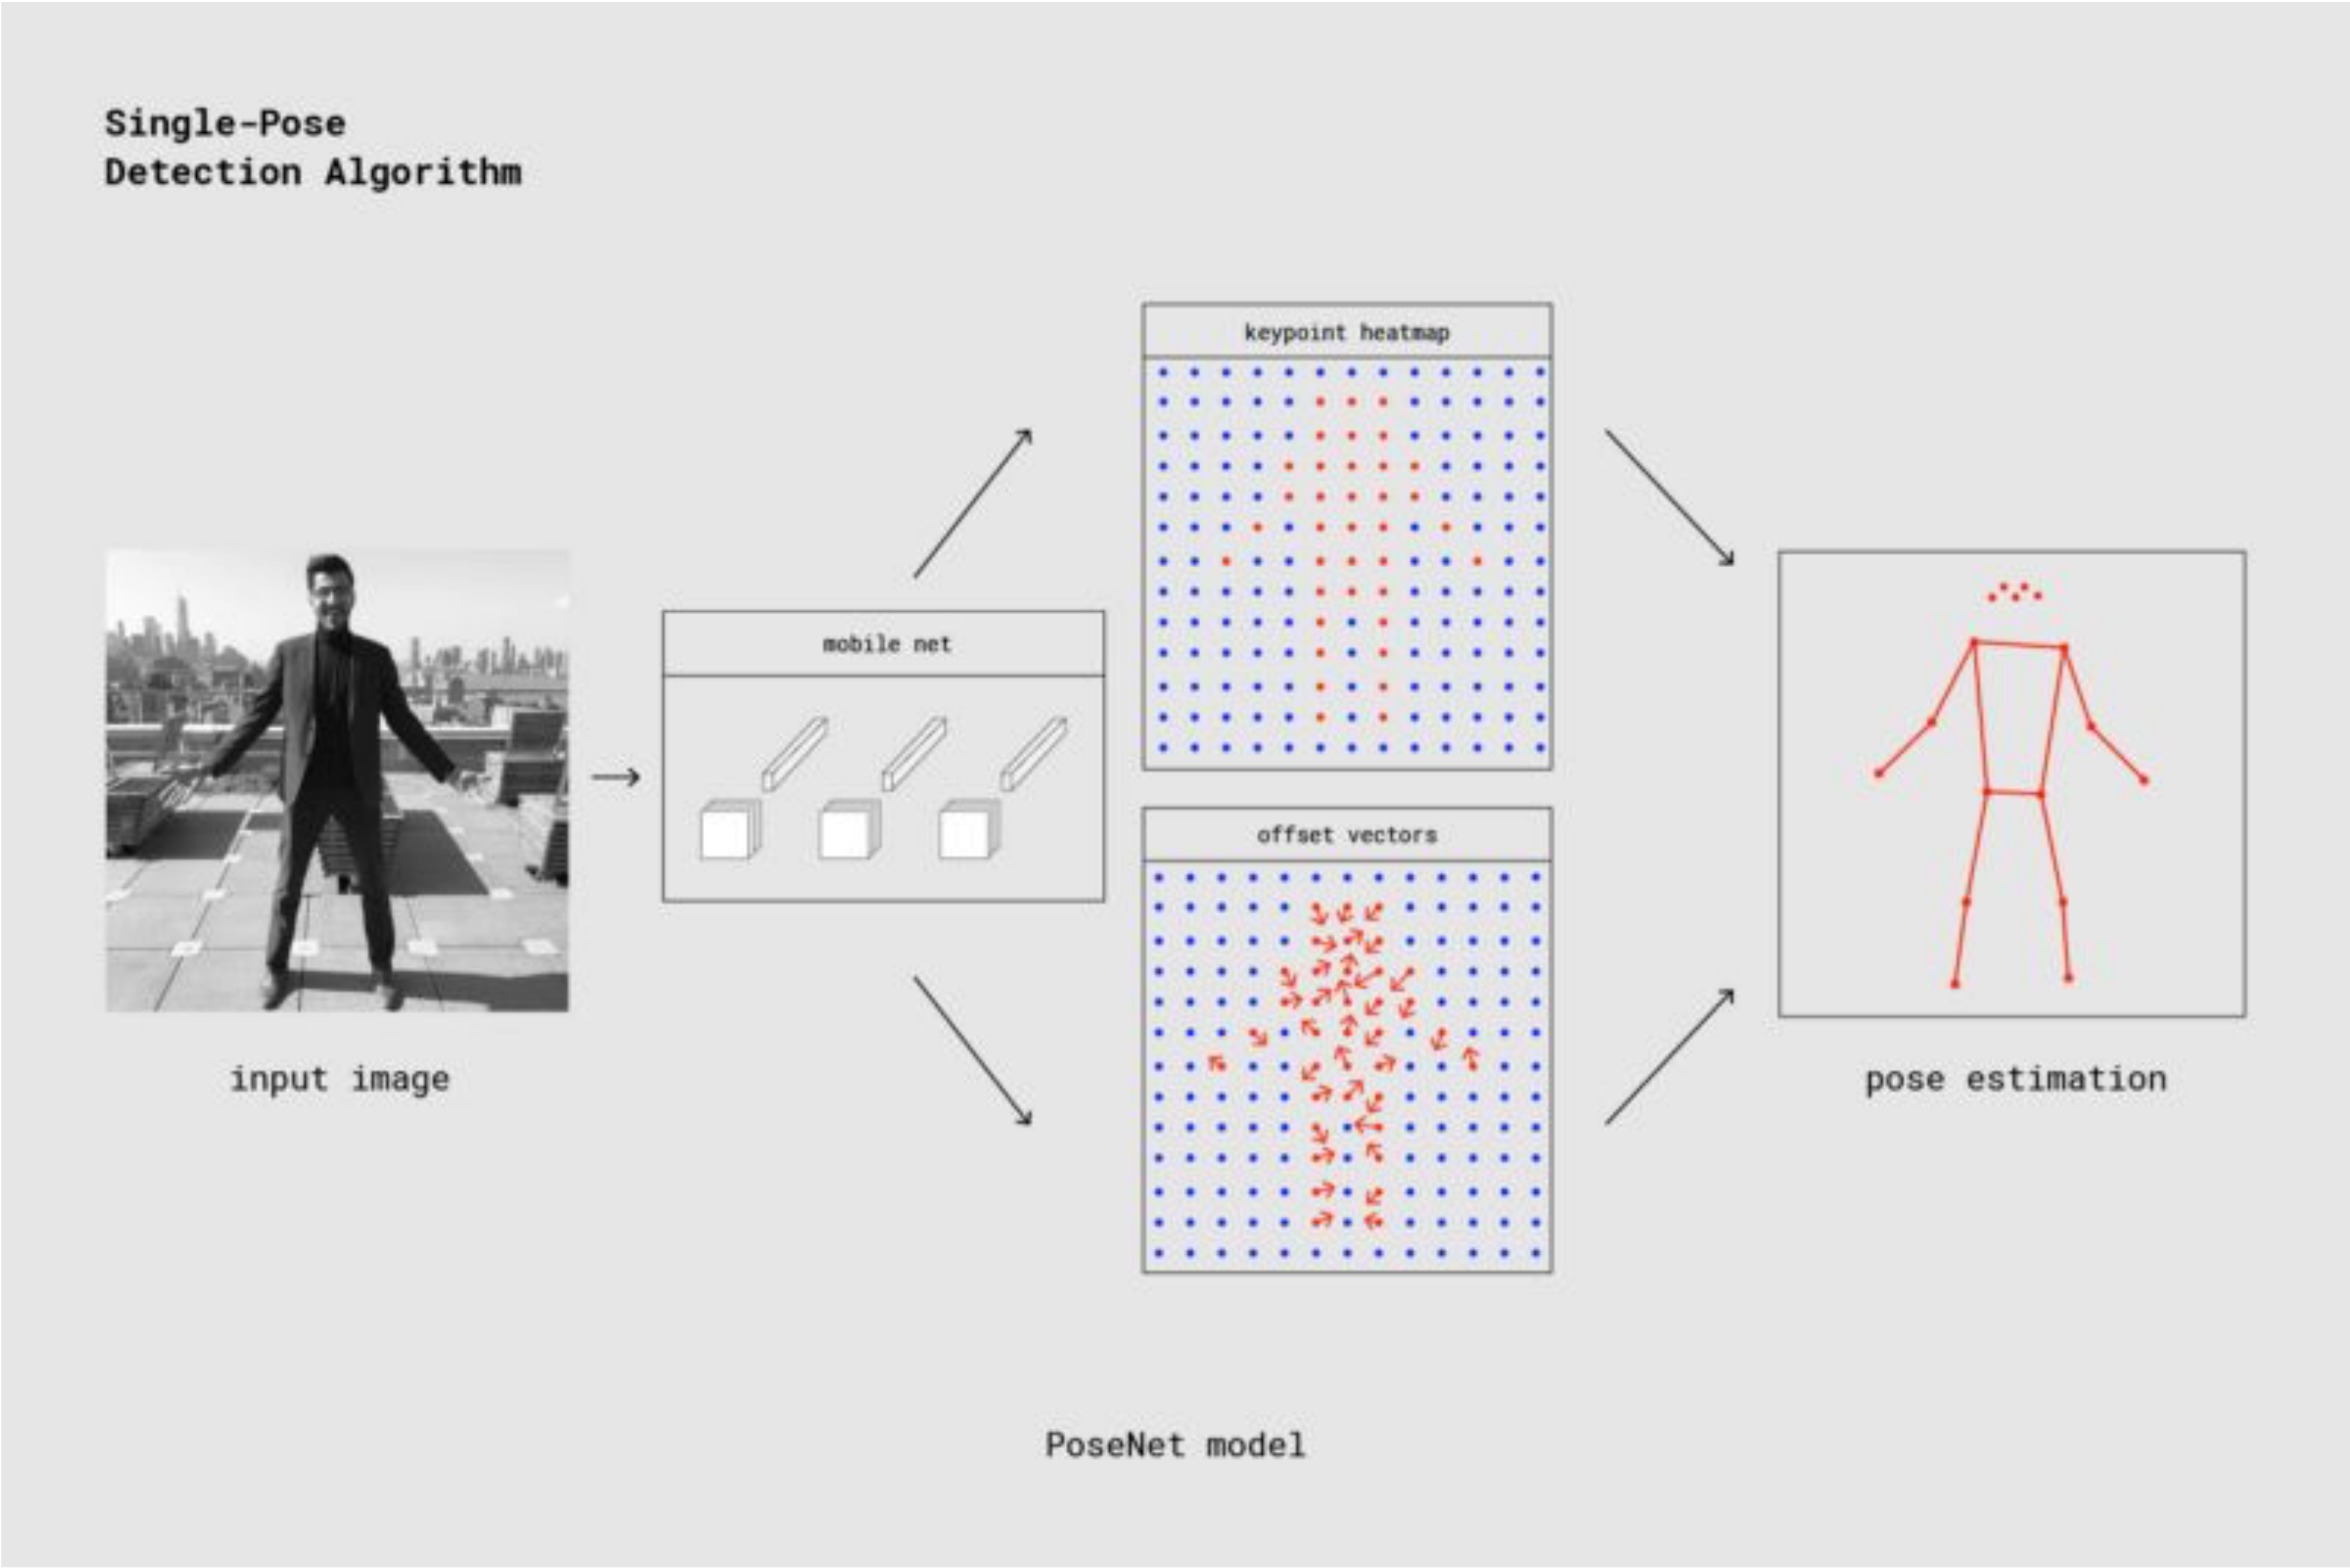 Single-Pose
Detection Algorithm
keypoint heatmap
mobile net
offset vectors
input image
pose estimation
PoseNet model